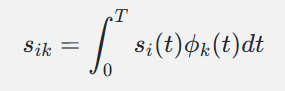 $s_{ik} = \int_0^T s_i(t)\phi_k(t)dt$